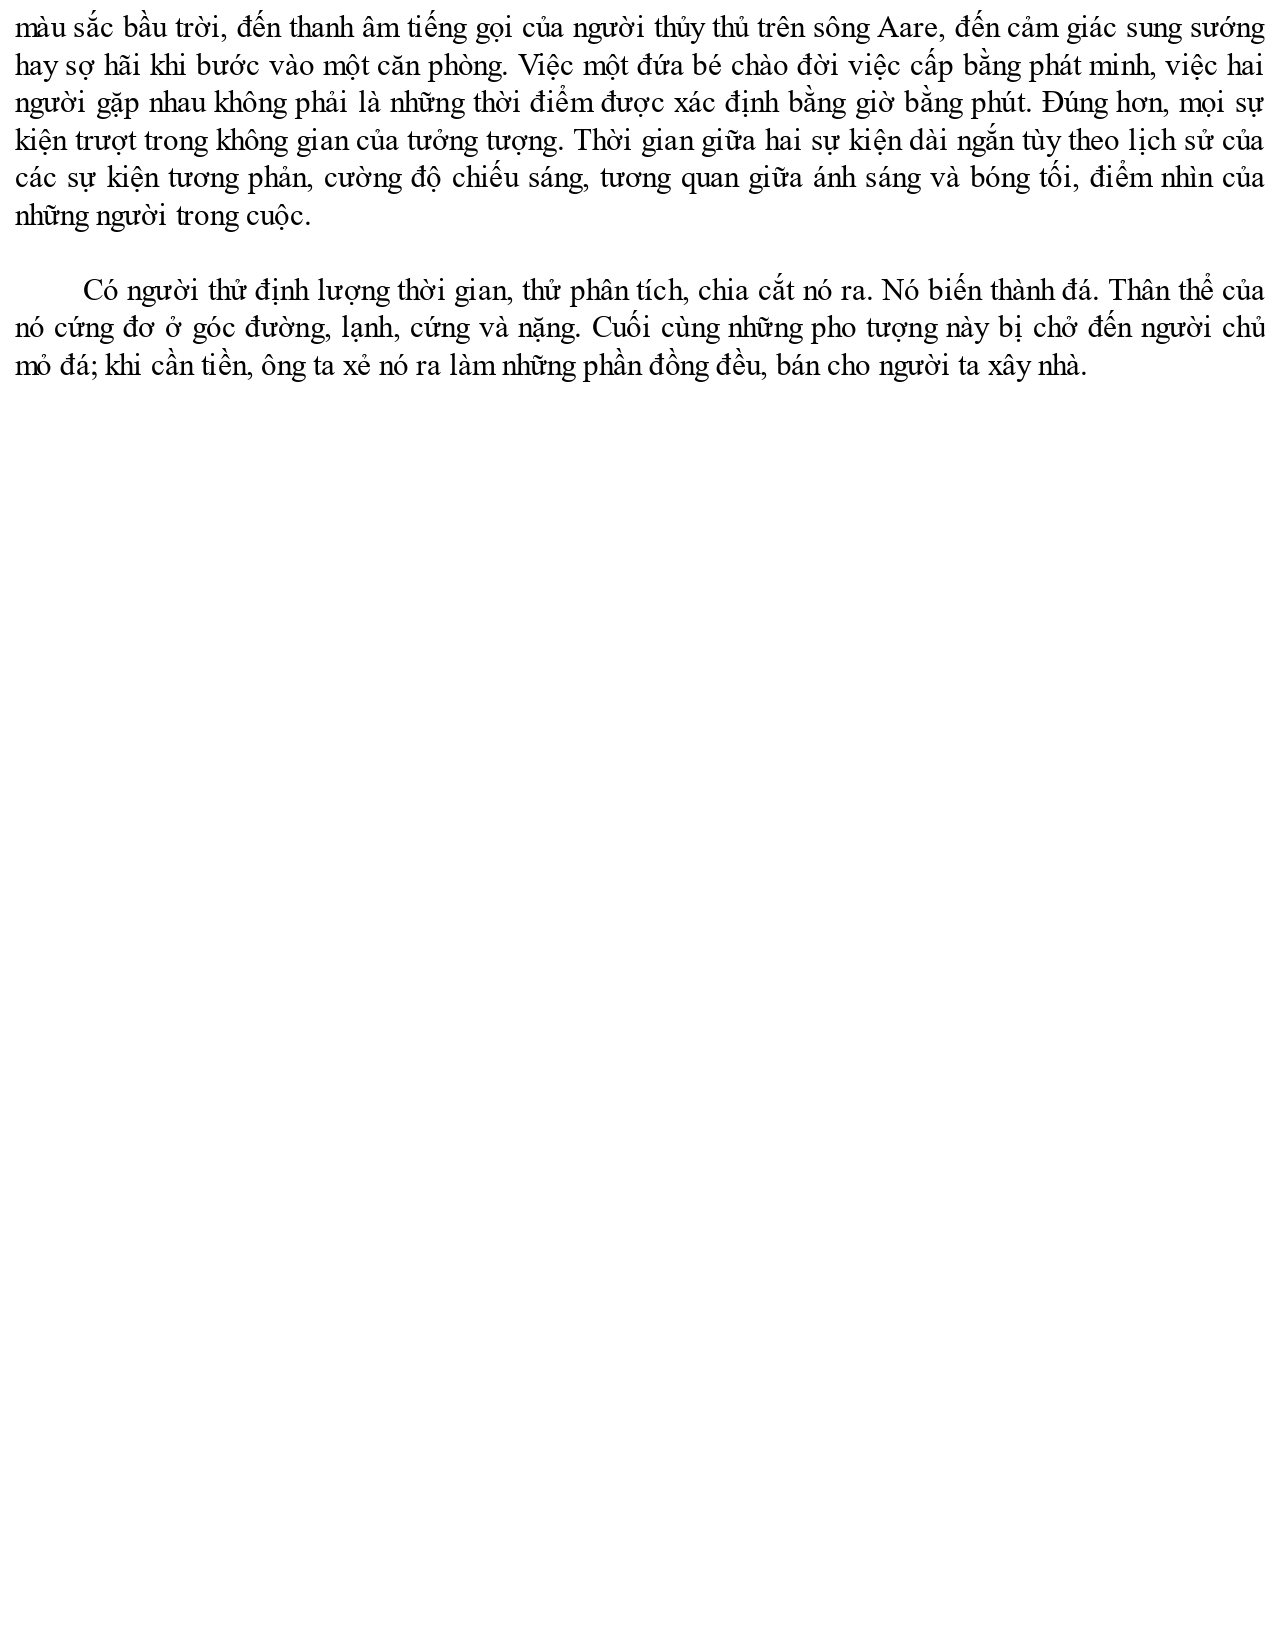 màu sắc bầu trời, đến thanh âm tiếng gọi của người thủy thủ trên sông Aare, đến cảm giác sung sướng
hay sợ hãi khi bước vào một căn phòng. Việc một đứa bé chào đời việc cấp bằng phát minh, việc hai
người gặp nhau không phải là những thời điểm được xác định bằng giờ bằng phút. Đúng hơn, mọi sự
kiện trượt trong không gian của tưởng tượng. Thời gian giữa hai sự kiện dài ngắn tùy theo lịch sử của
các sự kiện tương phản, cường độ chiếu sáng, tương quan giữa ánh sáng và bóng tối, điểm nhìn của
những người trong cuộc.
Có người thử định lượng thời gian, thử phân tích, chia cắt nó ra. Nó biến thành đá. Thân thể của
nó cứng đơ ở góc đường, lạnh, cứng và nặng. Cuối cùng những pho tượng này bị chở đến người chủ
mỏ đá; khi cần tiền, ông ta xẻ nó ra làm những phần đồng đều, bán cho người ta xây nhà.